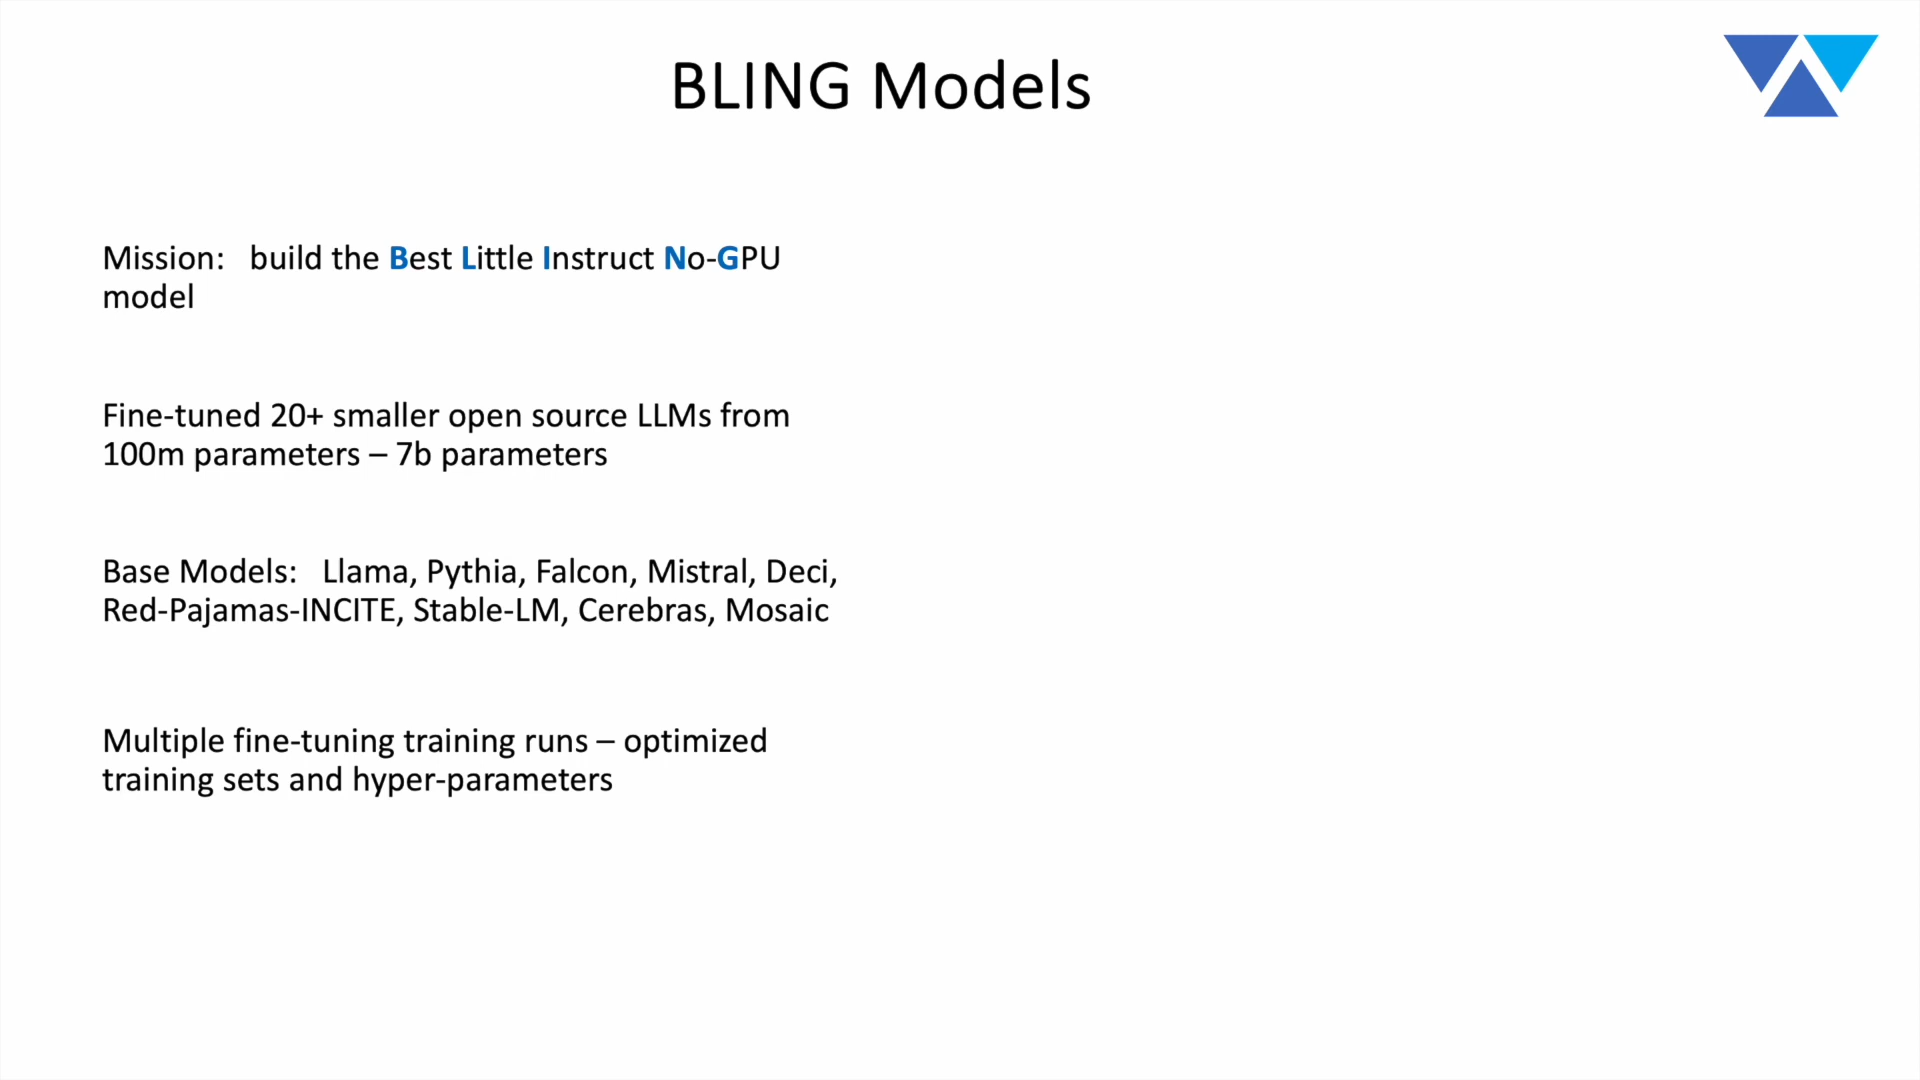 BLING Models
Mission:   build the Best Little Instruct No-GPU
model
Fine-tuned 20+ smaller open source LLMs from
100m parameters – 7b parameters
Base Models:   Llama, Pythia, Falcon, Mistral, Deci,
Red-Pajamas-INCITE, Stable-LM, Cerebras, Mosaic
Multiple fine-tuning training runs – optimized
training sets and hyper-parameters